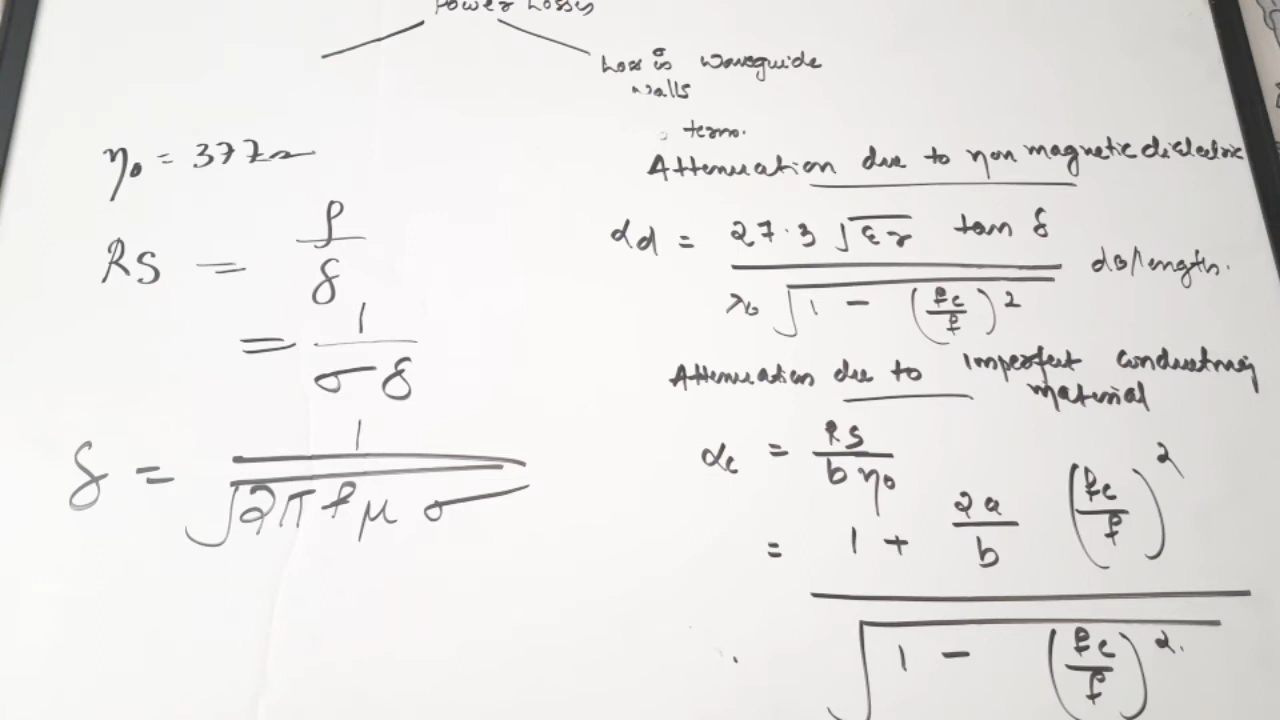 Power Losses
Loss in Waveguide
walls
η₀ = 377Ω
RS = ρ/δ
= 1/σδ
δ = 1/√(2πfμσ)
term.
Attenuation due to non magnetic dielectric
αd = 27.3 √εr tan δ / λ₀ √(1 - (fc/f)²) dB/length.
Attenuation due to imperfect conducting
material
αc = RS/bη₀
= 1 + 2a/b (fc/f)² / √(1 - (fc/f)²).